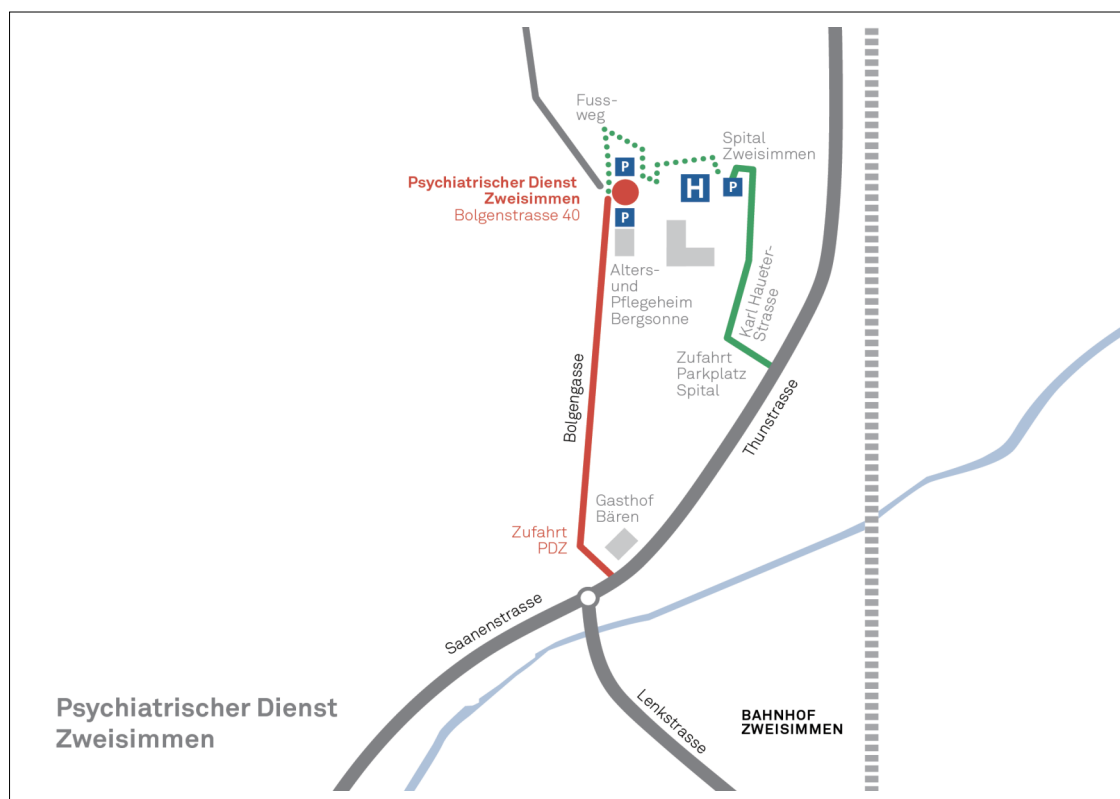 Fuss-
weg
Spital
Zweisimmen
P
P
H
Psychiatrischer Dienst
Zweisimmen
Bolgenstrasse 40
P
Alters-
und
Pflegeheim
Bergsonne
Karl Haueter-
Strasse
Zufahrt
Parkplatz
Spital
Bolgengasse
Thunstrasse
Gasthof
Bären
Zufahrt
PDZ
Saanenstrasse
Lenkstrasse
Psychiatrischer Dienst
Zweisimmen
BAHNHOF
ZWEISIMMEN